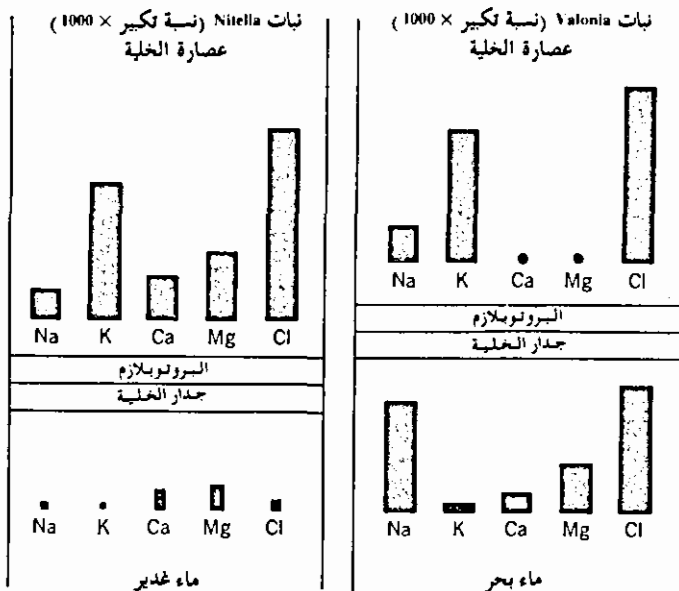 نبات Nitella (نسبة تكبير × 1000)
عصارة الخلية
Na K Ca Mg Cl
البروتوبلازم
جدار الخلية
Na K Ca Mg Cl
ماء غدير
نبات Valonia (نسبة تكبير × 1000)
عصارة الخلية
Na K Ca Mg Cl
البروتوبلازم
جدار الخلية
Na K Ca Mg Cl
ماء بحر